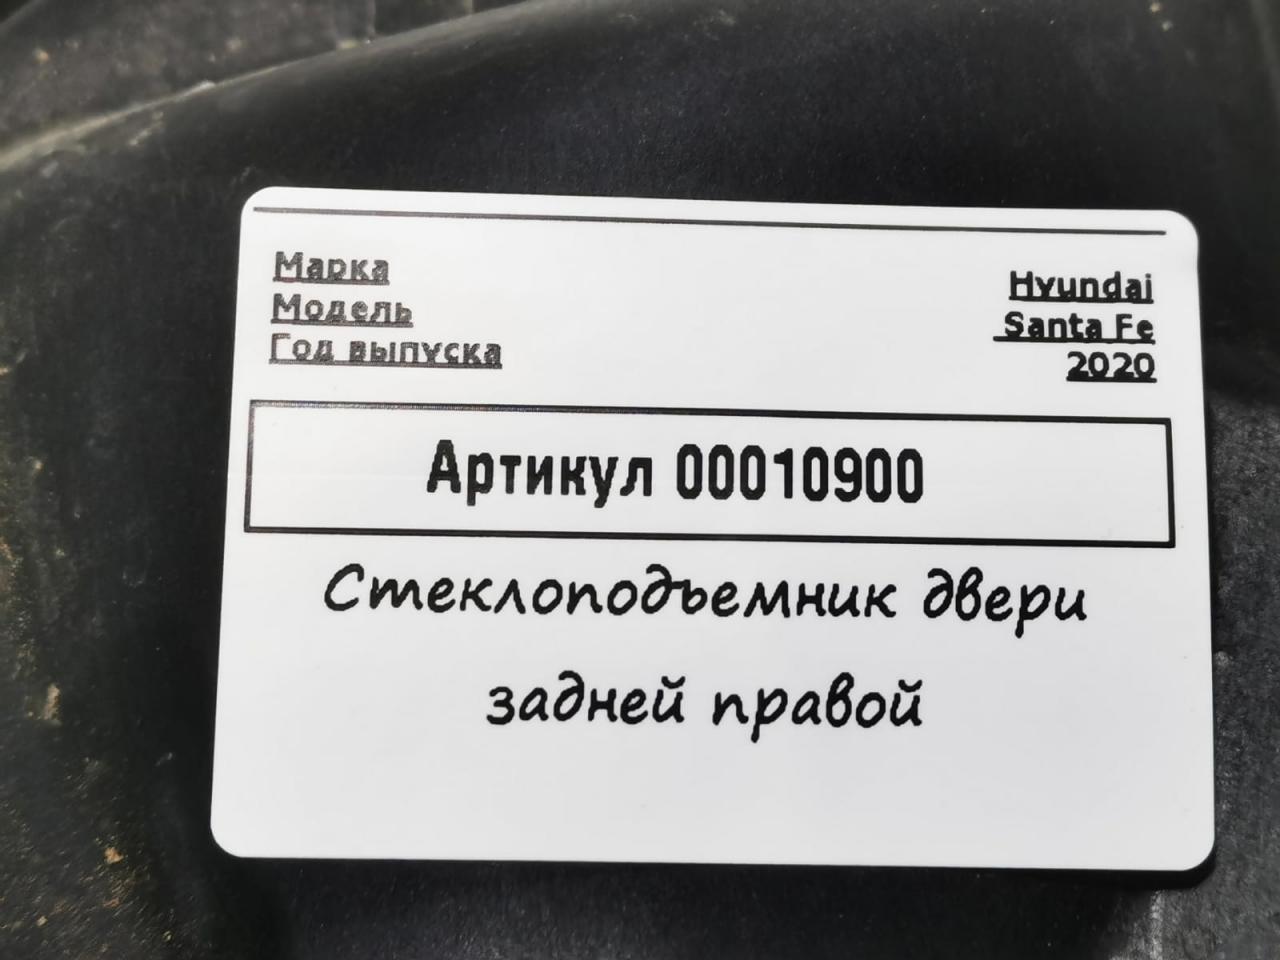 Марка Hyundai
Модель Santa Fe
Год выпуска 2020
Артикул 00010900
Стеклоподъемник двери
задней правой